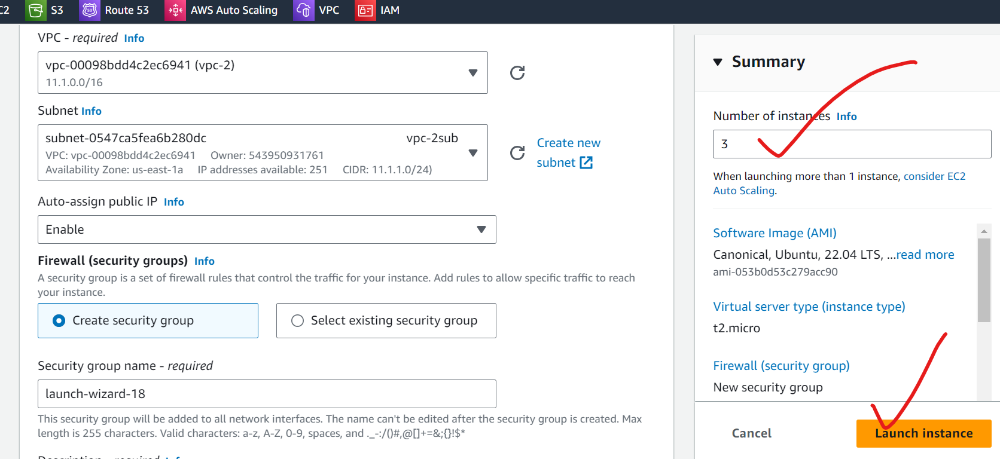 C2 S3 Route 53 AWS Auto Scaling VPC IAM
VPC - required Info
vpc-00098bdd4c2ec6941 (vpc-2)
11.1.0.0/16
Subnet Info
subnet-0547ca5fea6b280dc vpc-2sub
VPC: vpc-00098bdd4c2ec6941 Owner: 543950931761
Availability Zone: us-east-1a IP addresses available: 251 CIDR: 11.1.1.0/24)
Create new
subnet
Auto-assign public IP Info
Enable
Firewall (security groups) Info
A security group is a set of firewall rules that control the traffic for your instance. Add rules to allow specific traffic to reach
your instance.
Create security group
Select existing security group
Security group name - required
launch-wizard-18
This security group will be added to all network interfaces. The name can't be edited after the security group is created. Max
length is 255 characters. Valid characters: a-z, A-Z, 0-9, spaces, and ._-:/()#,@[]+=&;{}!$*
Description - required Info
Summary
Number of instances Info
3
When launching more than 1 instance, consider EC2
Auto Scaling.
Software Image (AMI)
Canonical, Ubuntu, 22.04 LTS, ...read more
ami-053b0d53c279acc90
Virtual server type (instance type)
t2.micro
Firewall (security group)
New security group
Cancel
Launch instance